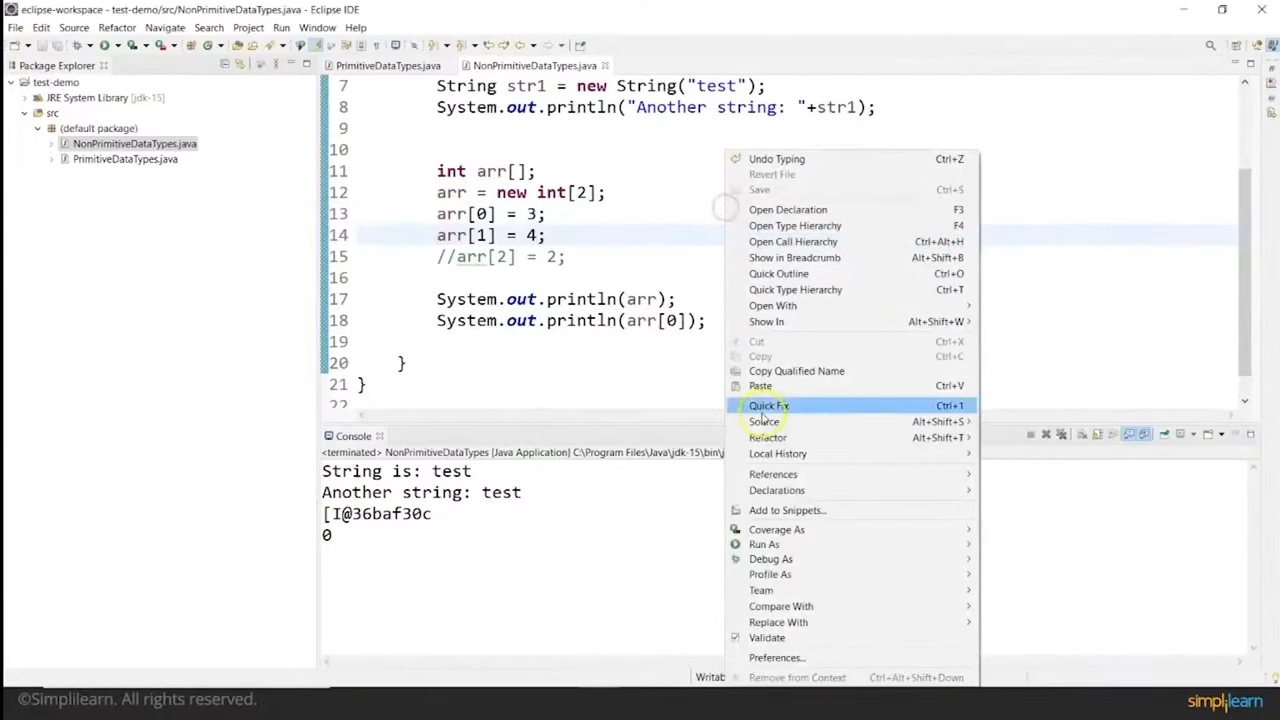 eclipse-workspace - test-demo/src/NonPrimitiveDataTypes.java - Eclipse IDE
File Edit Source Refactor Navigate Search Project Run Window Help
Package Explorer
test-demo
JRE System Library [jdk-15]
src
(default package)
NonPrimitiveDataTypes.java
PrimitiveDataTypes.java
PrimitiveDataTypes.java NonPrimitiveDataTypes.java
7 String str1 = new String("test");
8 System.out.println("Another string: "+str1);
9
10
11 int arr[];
12 arr = new int[2];
13 arr[0] = 3;
14 arr[1] = 4;
15 //arr[2] = 2;
16
17 System.out.println(arr);
18 System.out.println(arr[0]);
19
20 }
21 }
22
Undo Typing Ctrl+Z
Revert File
Save Ctrl+S
Open Declaration F3
Open Type Hierarchy F4
Open Call Hierarchy Ctrl+Alt+H
Show in Breadcrumb Alt+Shift+B
Quick Outline Ctrl+O
Quick Type Hierarchy Ctrl+T
Open With
Show In Alt+Shift+W
Cut Ctrl+X
Copy Ctrl+C
Copy Qualified Name
Paste Ctrl+V
Quick Fix Ctrl+1
Source Alt+Shift+S
Refactor Alt+Shift+T
Local History
References
Declarations
Add to Snippets...
Coverage As
Run As
Debug As
Profile As
Team
Compare With
Replace With
Validate
Preferences...
Remove from Context Ctrl+Alt+Shift+Down
Console
<terminated> NonPrimitiveDataTypes [Java Application] C:\Program Files\Java\jdk-15\bin\j
String is: test
Another string: test
[I@36baf30c
0
Writab
©Simplilearn. All rights reserved.
simplilearn